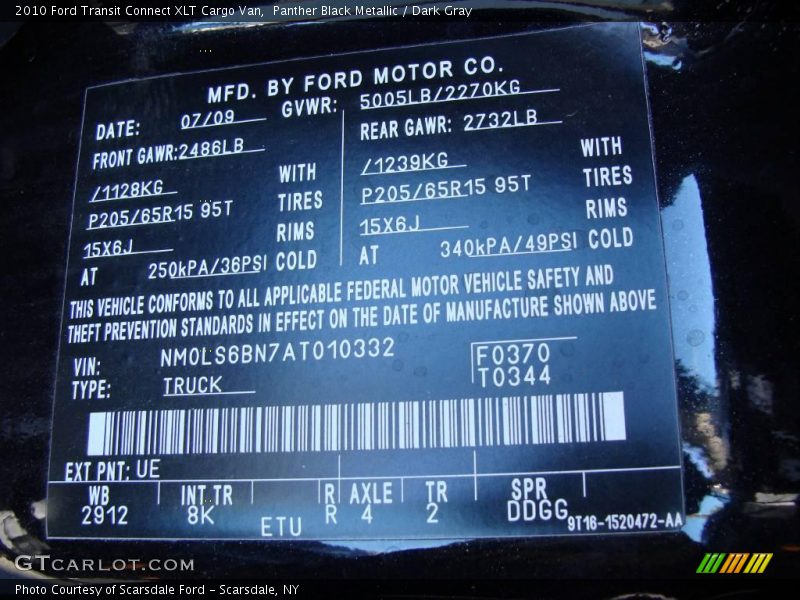 2010 Ford Transit Connect XLT Cargo Van,  Panther Black Metallic / Dark Gray
MFD. BY FORD MOTOR CO.
DATE: 07/09 GVWR: 5005LB/2270KG
FRONT GAWR:2486LB REAR GAWR: 2732LB
/1128KG WITH /1239KG WITH
P205/65R15 95T TIRES P205/65R15 95T TIRES
15X6J RIMS 15X6J RIMS
AT 250kPA/36PSI COLD AT 340kPA/49PSI COLD
THIS VEHICLE CONFORMS TO ALL APPLICABLE FEDERAL MOTOR VEHICLE SAFETY AND
THEFT PREVENTION STANDARDS IN EFFECT ON THE DATE OF MANUFACTURE SHOWN ABOVE
VIN: NM0LS6BN7AT010332 F0370
TYPE: TRUCK T0344
EXT PNT: UE
WB INT TR R AXLE TR SPR
2912 8K ETU R 4 2 DDGG 9T16-1520472-AA
GTCARLOT.COM
Photo Courtesy of Scarsdale Ford - Scarsdale, NY